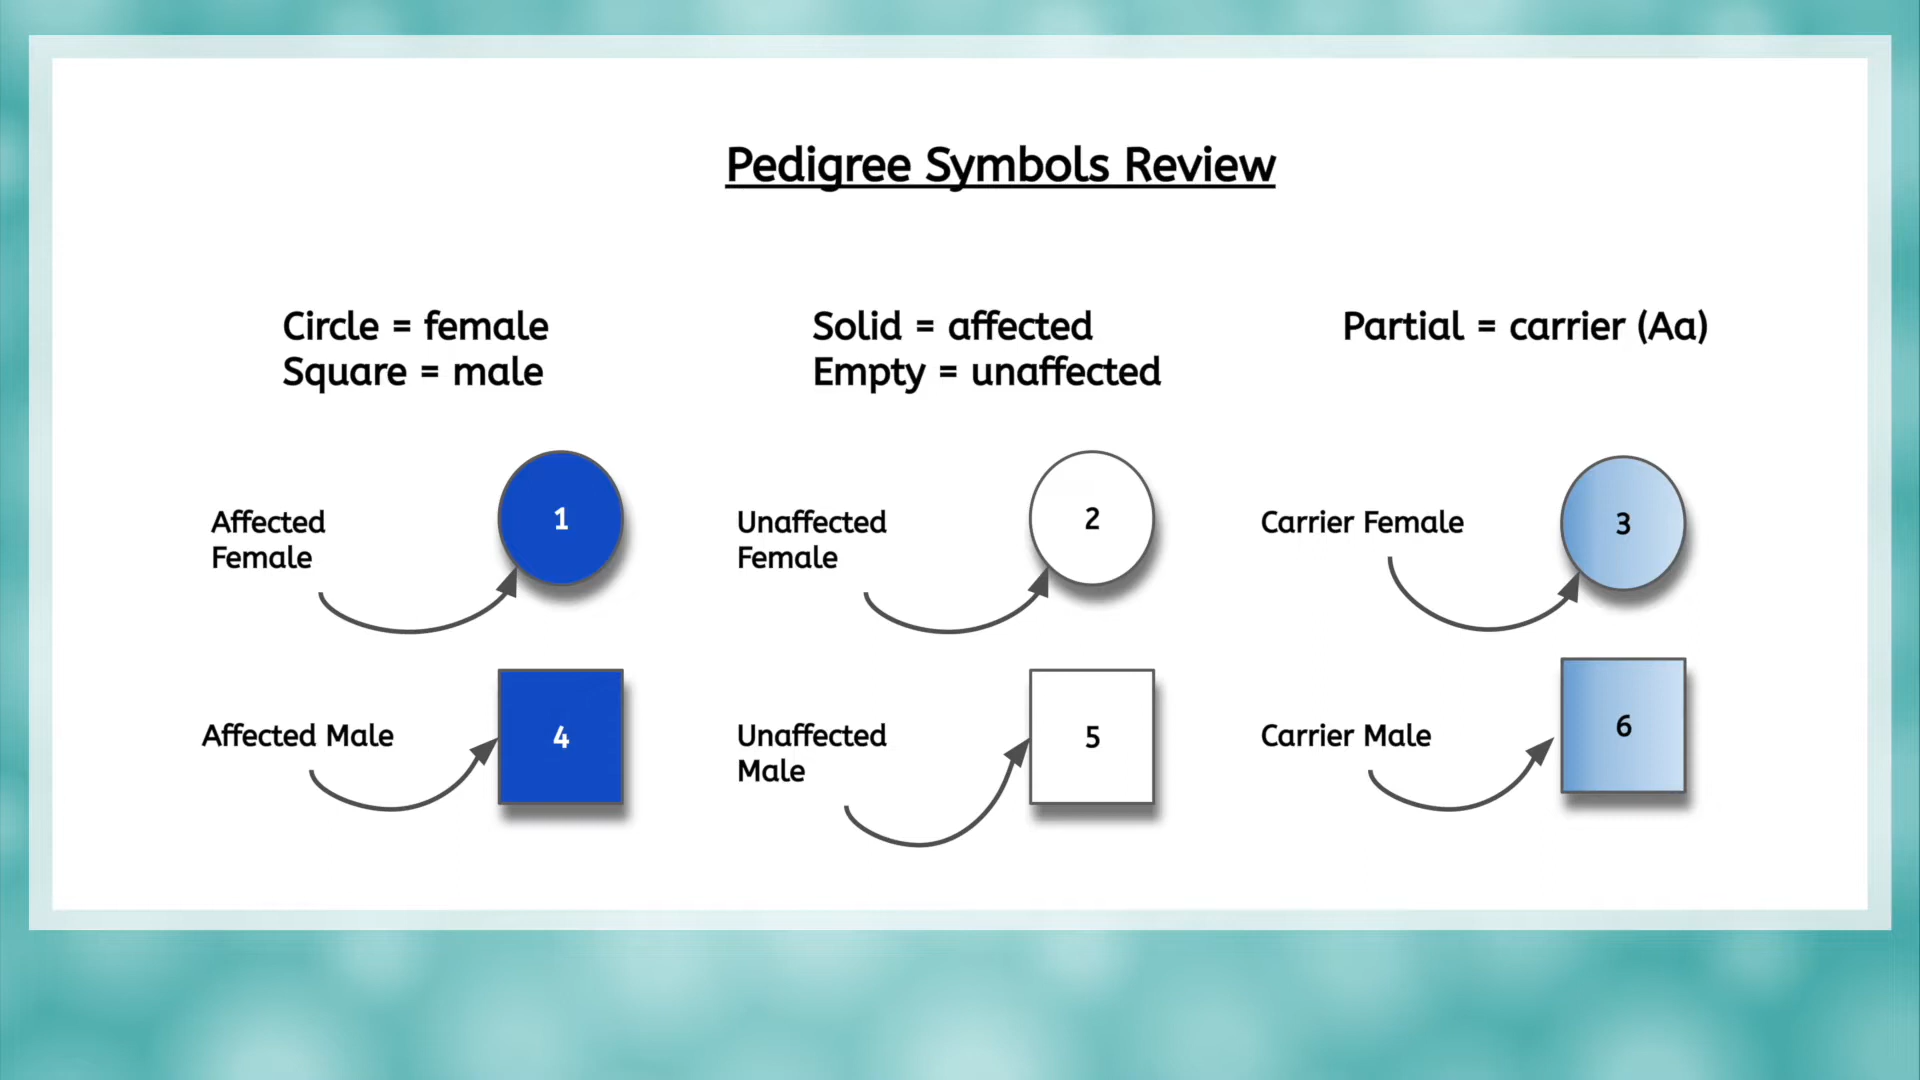 Pedigree Symbols Review
Circle = female
Square = male
Solid = affected
Empty = unaffected
Partial = carrier (Aa)
Affected
Female
1
Unaffected
Female
2
Carrier Female
3
Affected Male
4
Unaffected
Male
5
Carrier Male
6